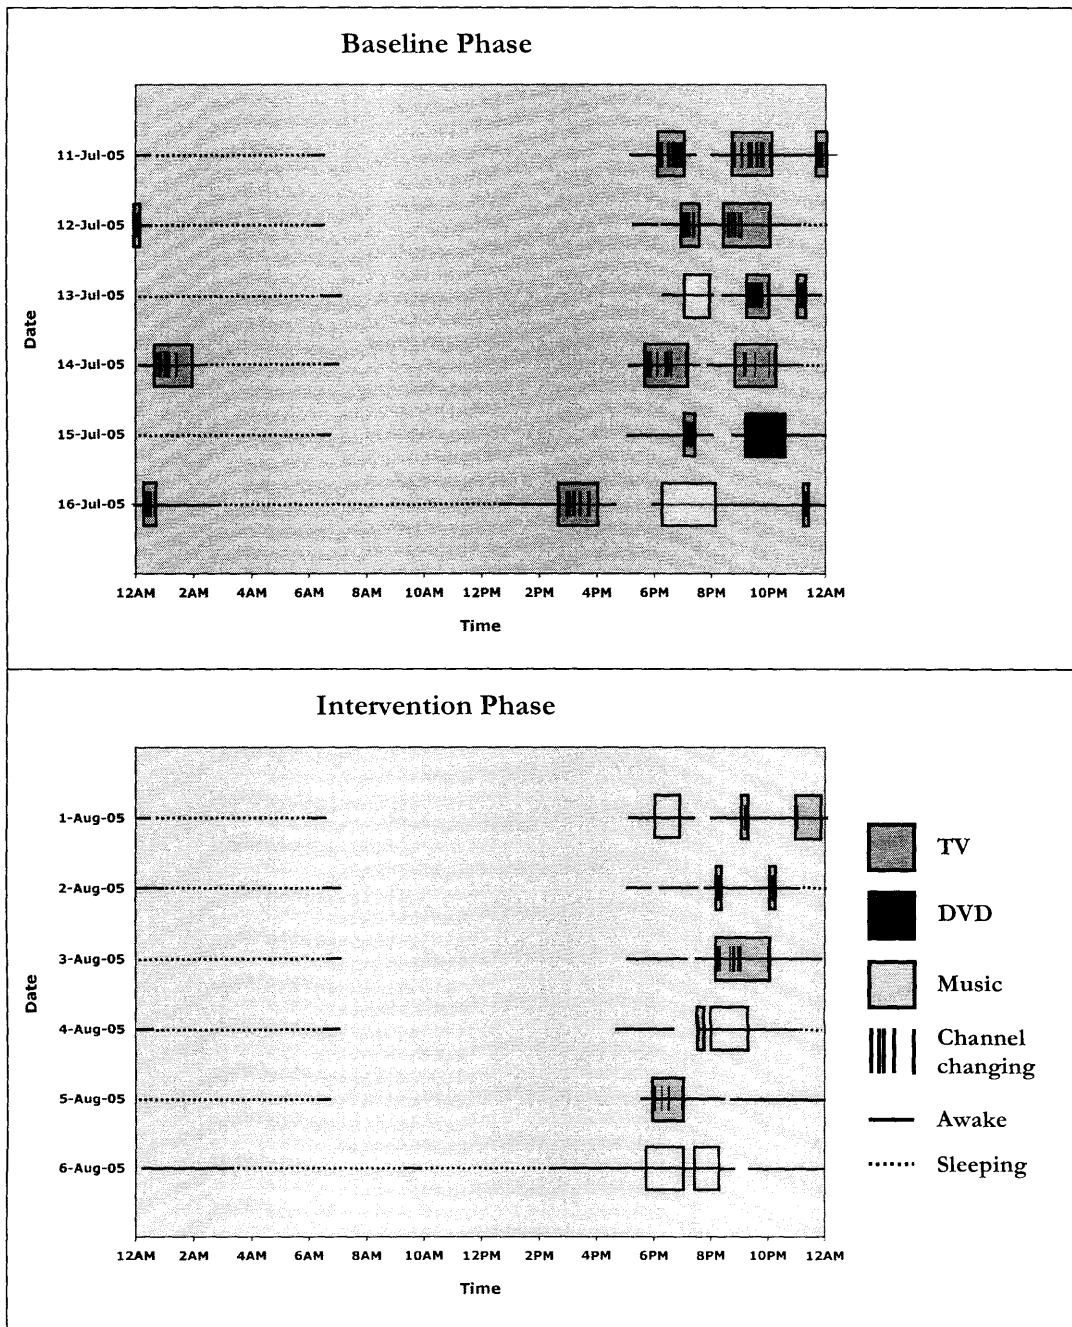 Baseline Phase
11-Jul-05
12-Jul-05
13-Jul-05
14-Jul-05
15-Jul-05
16-Jul-05
Date
12AM 2AM 4AM 6AM 8AM 10AM 12PM 2PM 4PM 6PM 8PM 10PM 12AM
Time
Intervention Phase
1-Aug-05
2-Aug-05
3-Aug-05
4-Aug-05
5-Aug-05
6-Aug-05
Date
12AM 2AM 4AM 6AM 8AM 10AM 12PM 2PM 4PM 6PM 8PM 10PM 12AM
Time
TV
DVD
Music
Channel
changing
Awake
Sleeping